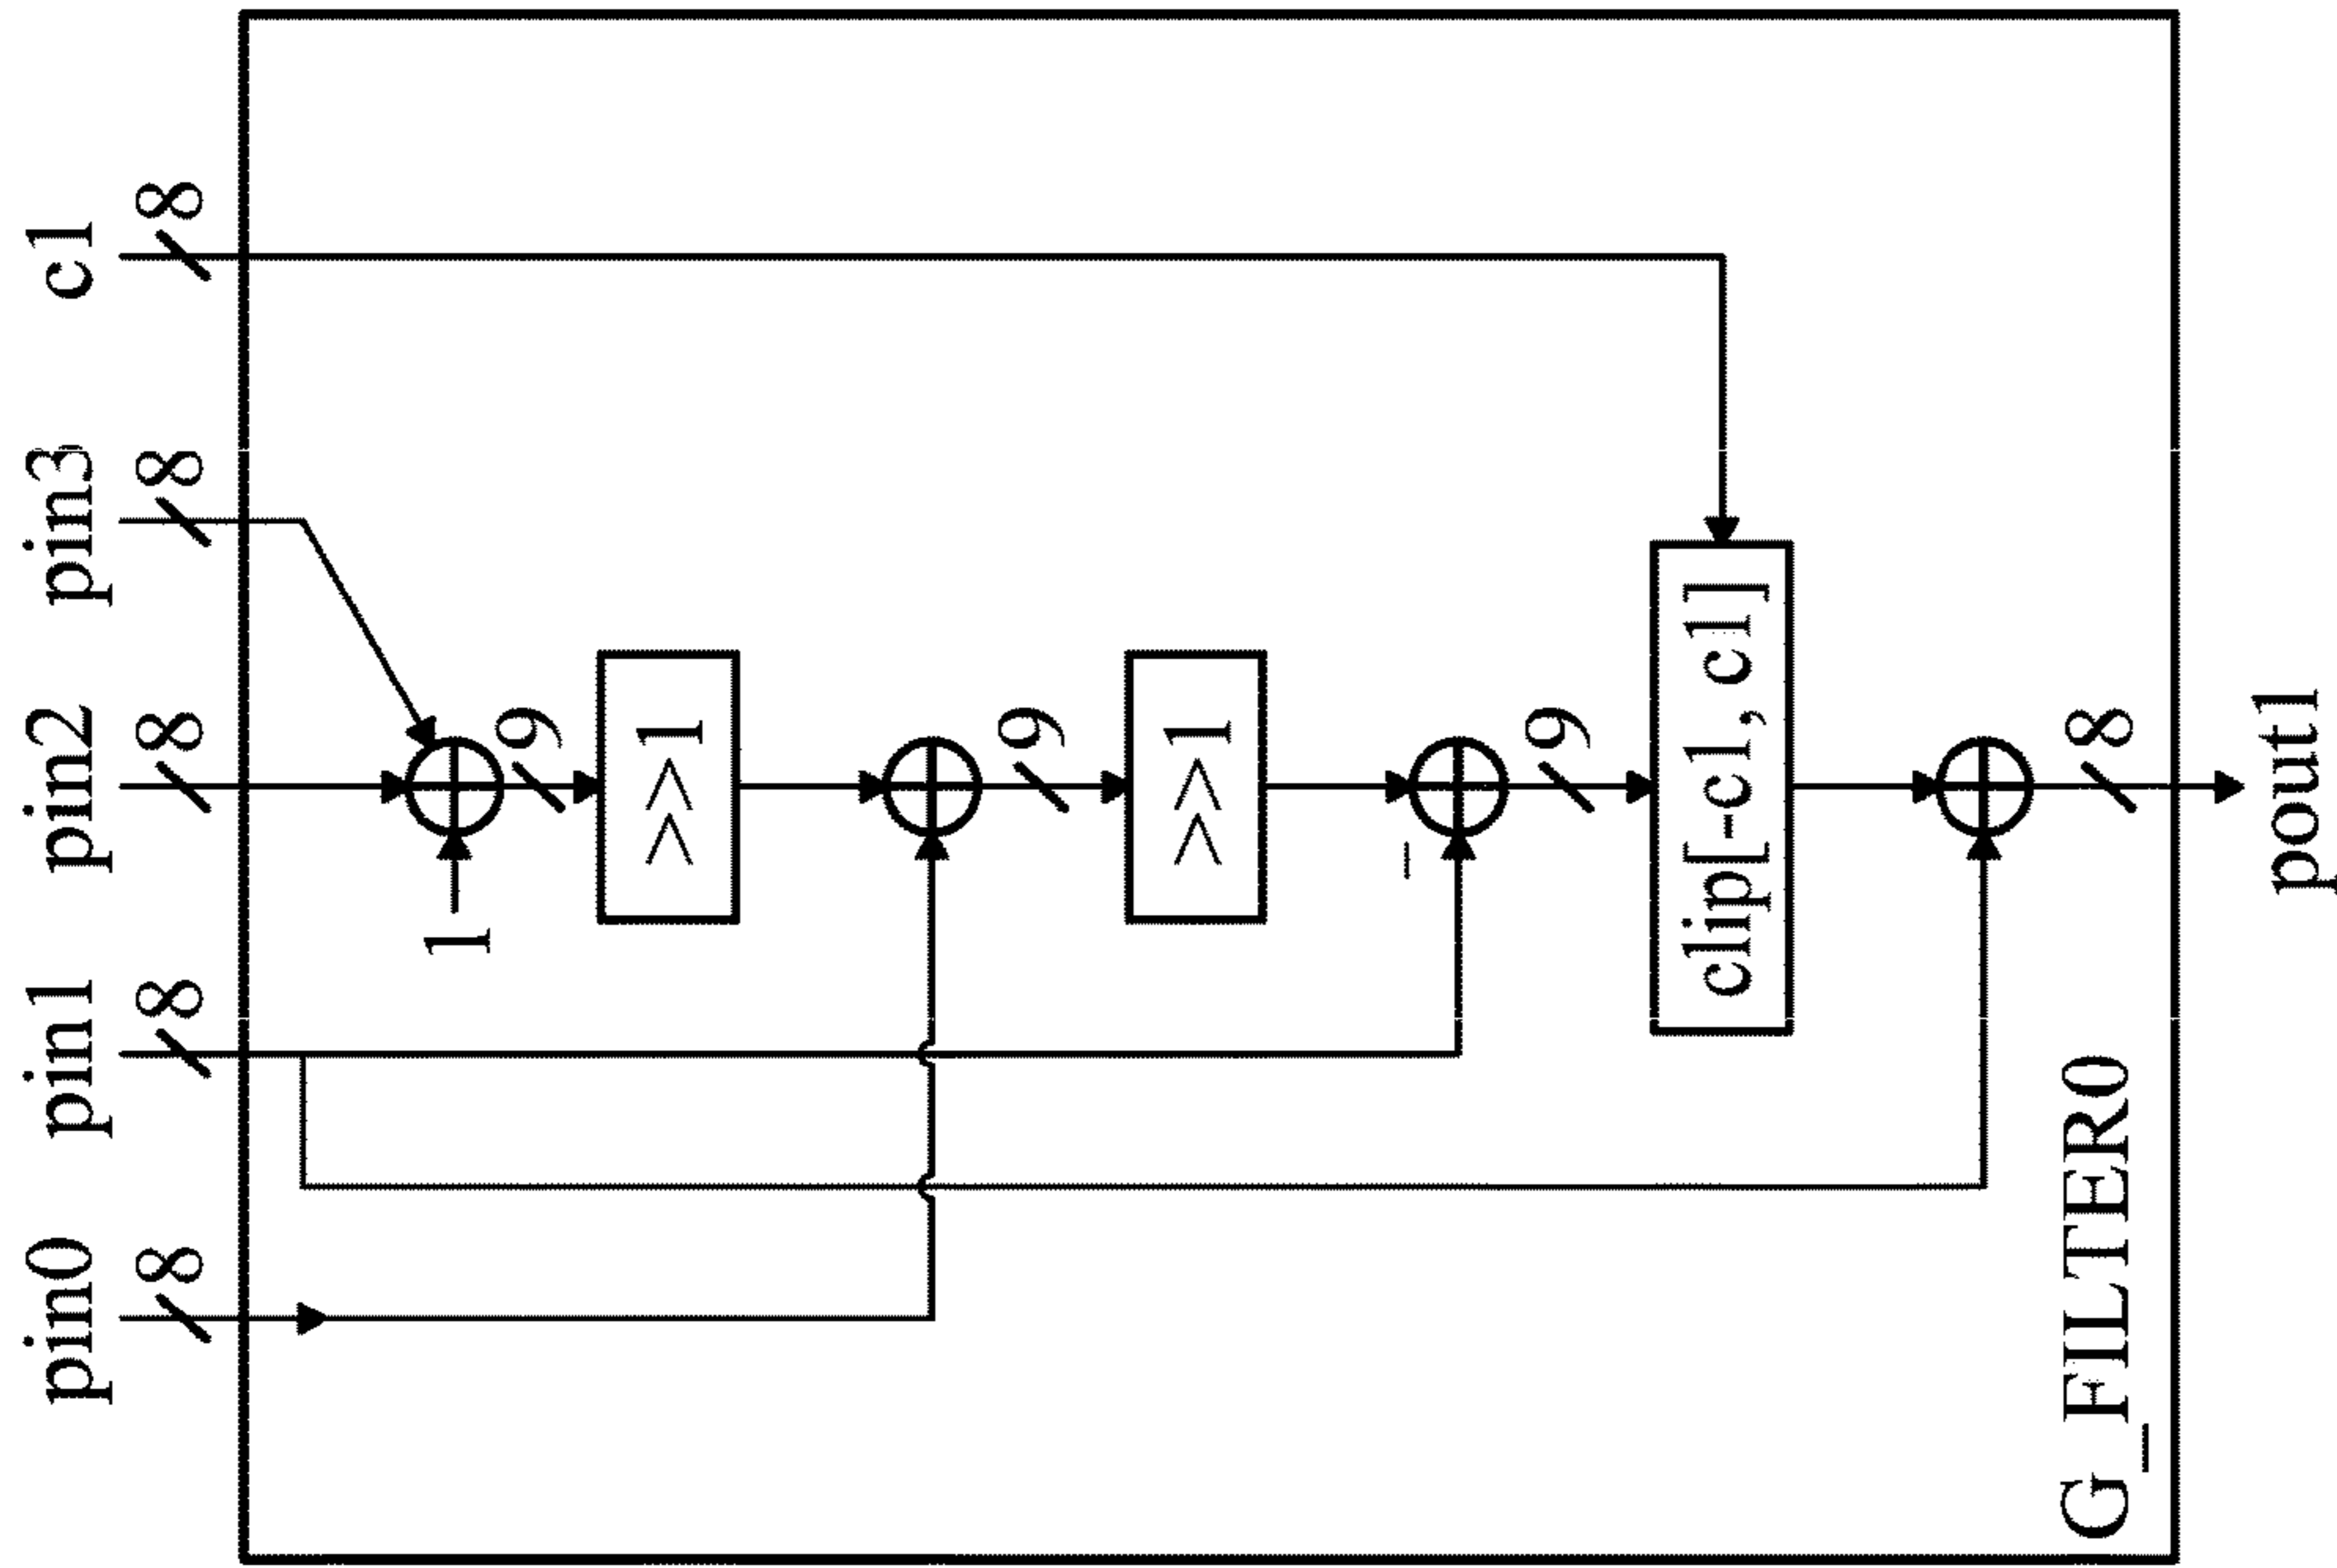 pin0 pin1 pin2 pin3 c1
8 8 8 8 8
1
9
>>1
9
>>1
−
9
clip[-c1, c1]
8
G_FILTER0
pout1